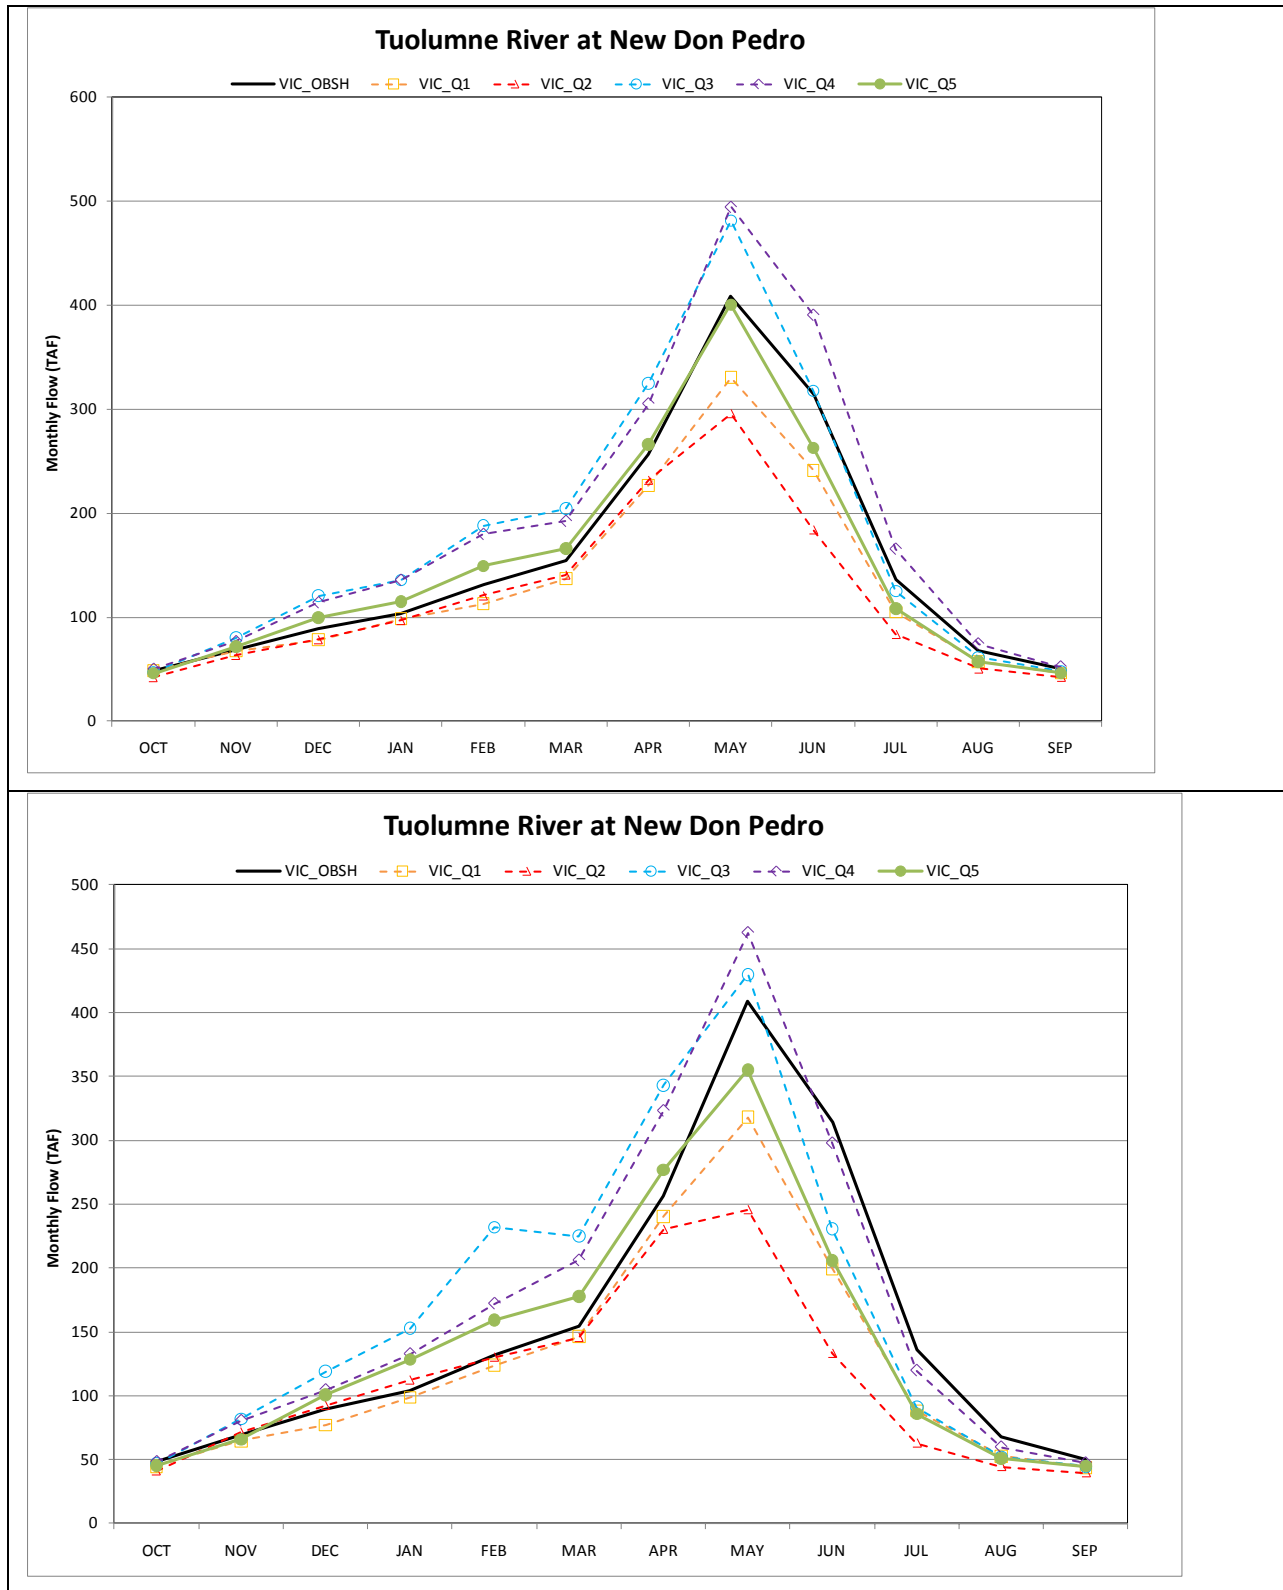 Tuolumne River at New Don Pedro
VIC_OBSH VIC_Q1 VIC_Q2 VIC_Q3 VIC_Q4 VIC_Q5
600
500
400
300
200
100
0
Monthly Flow (TAF)
OCT NOV DEC JAN FEB MAR APR MAY JUN JUL AUG SEP
Tuolumne River at New Don Pedro
VIC_OBSH VIC_Q1 VIC_Q2 VIC_Q3 VIC_Q4 VIC_Q5
500
450
400
350
300
250
200
150
100
50
0
Monthly Flow (TAF)
OCT NOV DEC JAN FEB MAR APR MAY JUN JUL AUG SEP